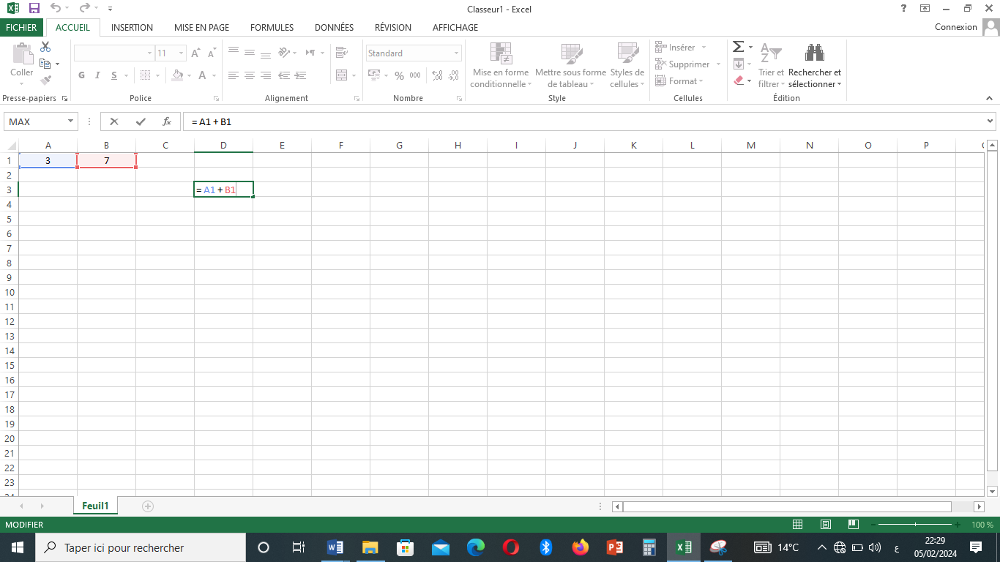 Classeur1 - Excel
?
FICHIER ACCUEIL INSERTION MISE EN PAGE FORMULES DONNÉES RÉVISION AFFICHAGE Connexion
Coller
11
G I S
A A
A
Standard
% 000
Mise en forme conditionnelle
Mettre sous forme de tableau
Styles de cellules
Insérer
Supprimer
Format
Σ
Trier et filtrer
Rechercher et sélectionner
Presse-papiers Police Alignement Nombre Style Cellules Édition
MAX fx = A1 + B1
A B C D E F G H I J K L M N O P
1 3 7
2
3 = A1 + B1
4
5
6
7
8
9
10
11
12
13
14
15
16
17
18
19
20
21
22
23
Feuil1
MODIFIER 100 %
Taper ici pour rechercher 14°C ع 22:29
05/02/2024